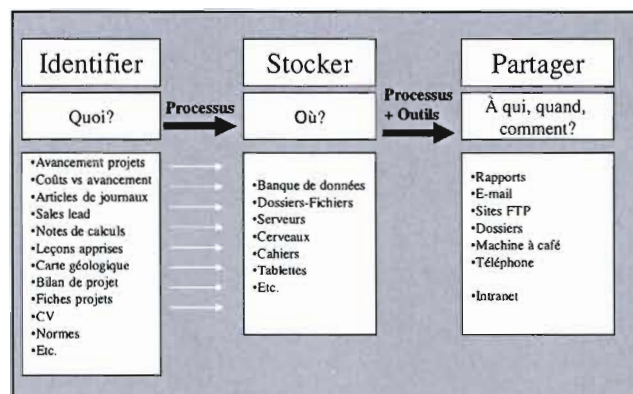 Identifier
Quoi?
•Avancement projets
•Coûts vs avancement
•Articles de journaux
•Sales lead
•Notes de calculs
•Leçons apprises
•Carte géologique
•Bilan de projet
•Fiches projets
•CV
•Normes
•Etc.
Processus
Stocker
Où?
•Banque de données
•Dossiers-Fichiers
•Serveurs
•Cerveaux
•Cahiers
•Tablettes
•Etc.
Processus
+ Outils
Partager
À qui, quand,
comment?
•Rapports
•E-mail
•Sites FTP
•Dossiers
•Machine à café
•Téléphone
•Intranet